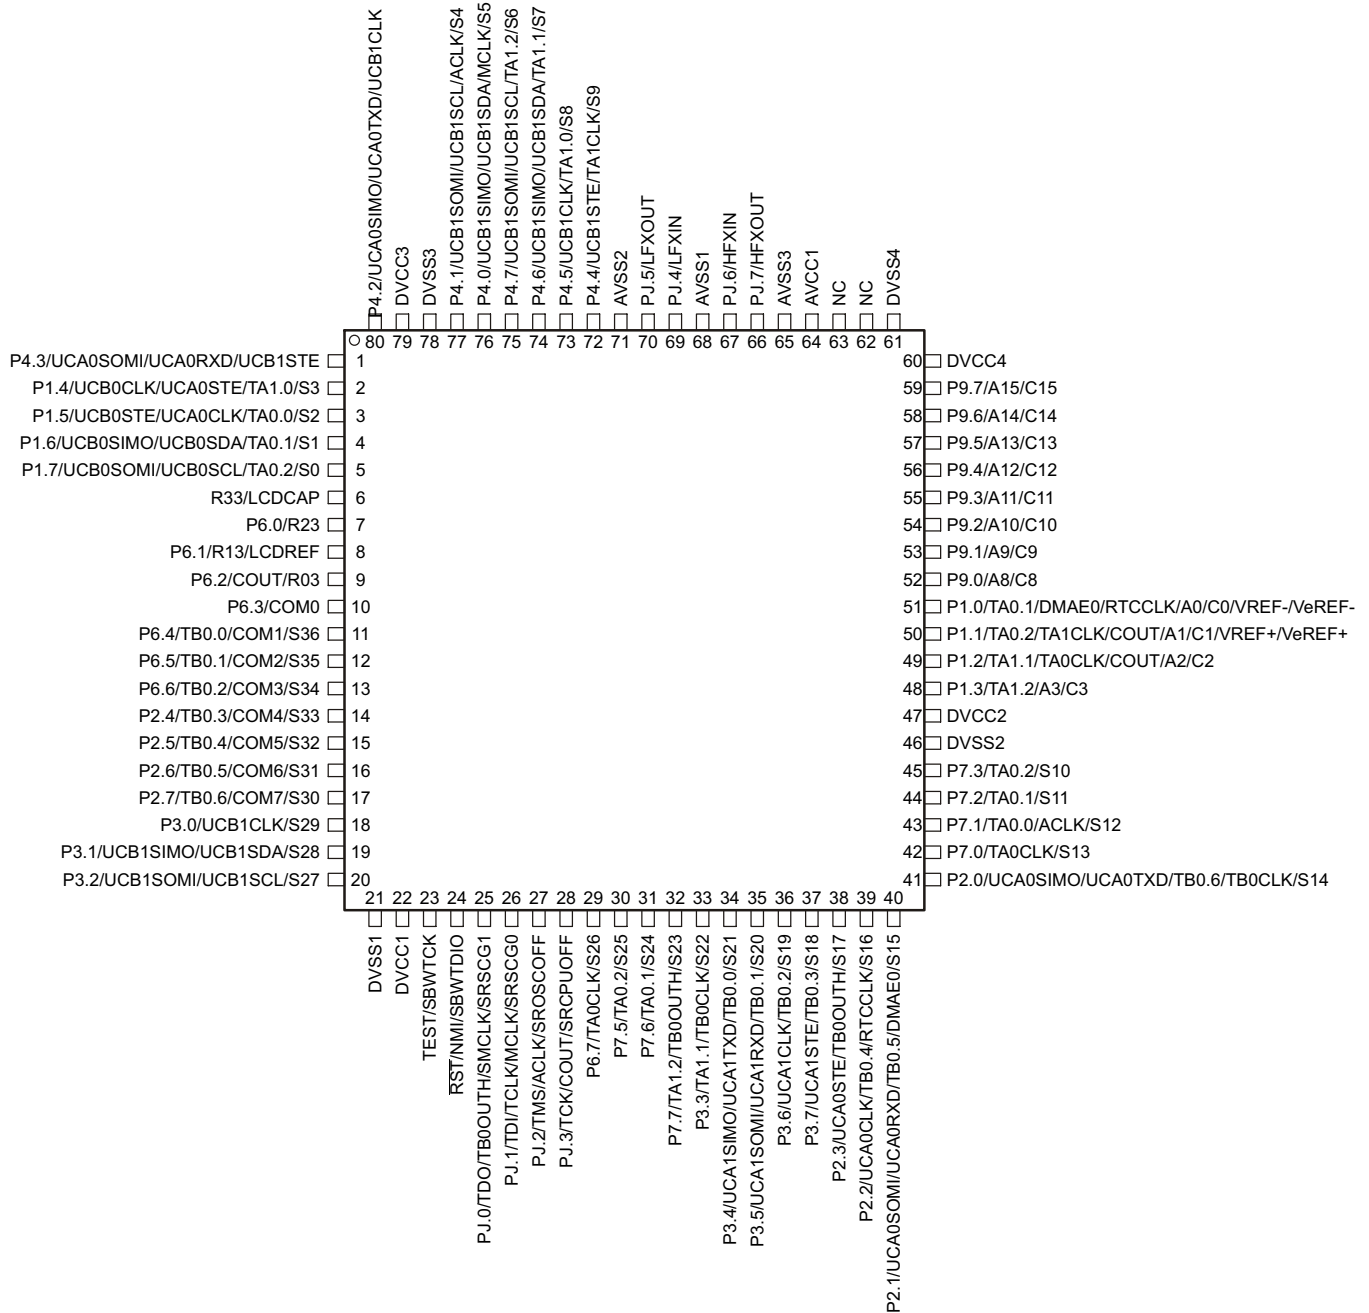 P4.2/UCA0SIMO/UCA0TXD/UCB1CLK
DVCC3
DVSS3
P4.1/UCB1SOMI/UCB1SCL/ACLK/S4
P4.0/UCB1SIMO/UCB1SDA/MCLK/S5
P4.7/UCB1SOMI/UCB1SCL/TA1.2/S6
P4.6/UCB1SIMO/UCB1SDA/TA1.1/S7
P4.5/UCB1CLK/TA1.0/S8
P4.4/UCB1STE/TA1CLK/S9
AVSS2
PJ.5/LFXOUT
PJ.4/LFXIN
AVSS1
PJ.6/HFXIN
PJ.7/HFXOUT
AVSS3
AVCC1
NC
NC
DVSS4
80 79 78 77 76 75 74 73 72 71 70 69 68 67 66 65 64 63 62 61
P4.3/UCA0SOMI/UCA0RXD/UCB1STE 1
P1.4/UCB0CLK/UCA0STE/TA1.0/S3 2
P1.5/UCB0STE/UCA0CLK/TA0.0/S2 3
P1.6/UCB0SIMO/UCB0SDA/TA0.1/S1 4
P1.7/UCB0SOMI/UCB0SCL/TA0.2/S0 5
R33/LCDCAP 6
P6.0/R23 7
P6.1/R13/LCDREF 8
P6.2/COUT/R03 9
P6.3/COM0 10
P6.4/TB0.0/COM1/S36 11
P6.5/TB0.1/COM2/S35 12
P6.6/TB0.2/COM3/S34 13
P2.4/TB0.3/COM4/S33 14
P2.5/TB0.4/COM5/S32 15
P2.6/TB0.5/COM6/S31 16
P2.7/TB0.6/COM7/S30 17
P3.0/UCB1CLK/S29 18
P3.1/UCB1SIMO/UCB1SDA/S28 19
P3.2/UCB1SOMI/UCB1SCL/S27 20
60 DVCC4
59 P9.7/A15/C15
58 P9.6/A14/C14
57 P9.5/A13/C13
56 P9.4/A12/C12
55 P9.3/A11/C11
54 P9.2/A10/C10
53 P9.1/A9/C9
52 P9.0/A8/C8
51 P1.0/TA0.1/DMAE0/RTCCLK/A0/C0/VREF-/VeREF-
50 P1.1/TA0.2/TA1CLK/COUT/A1/C1/VREF+/VeREF+
49 P1.2/TA1.1/TA0CLK/COUT/A2/C2
48 P1.3/TA1.2/A3/C3
47 DVCC2
46 DVSS2
45 P7.3/TA0.2/S10
44 P7.2/TA0.1/S11
43 P7.1/TA0.0/ACLK/S12
42 P7.0/TA0CLK/S13
41 P2.0/UCA0SIMO/UCA0TXD/TB0.6/TB0CLK/S14
21 22 23 24 25 26 27 28 29 30 31 32 33 34 35 36 37 38 39 40
DVSS1
DVCC1
TEST/SBWTCK
RST/NMI/SBWTDIO
PJ.0/TDO/TB0OUTH/SMCLK/SRSCG1
PJ.1/TDI/TCLK/MCLK/SRSCG0
PJ.2/TMS/ACLK/SROSCOFF
PJ.3/TCK/COUT/SRCPUOFF
P6.7/TA0CLK/S26
P7.5/TA0.2/S25
P7.6/TA0.1/S24
P7.7/TA1.2/TB0OUTH/S23
P3.3/TA1.1/TB0CLK/S22
P3.4/UCA1SIMO/UCA1TXD/TB0.0/S21
P3.5/UCA1SOMI/UCA1RXD/TB0.1/S20
P3.6/UCA1CLK/TB0.2/S19
P3.7/UCA1STE/TB0.3/S18
P2.3/UCA0STE/TB0OUTH/S17
P2.2/UCA0CLK/TB0.4/RTCCLK/S16
P2.1/UCA0SOMI/UCA0RXD/TB0.5/DMAE0/S15